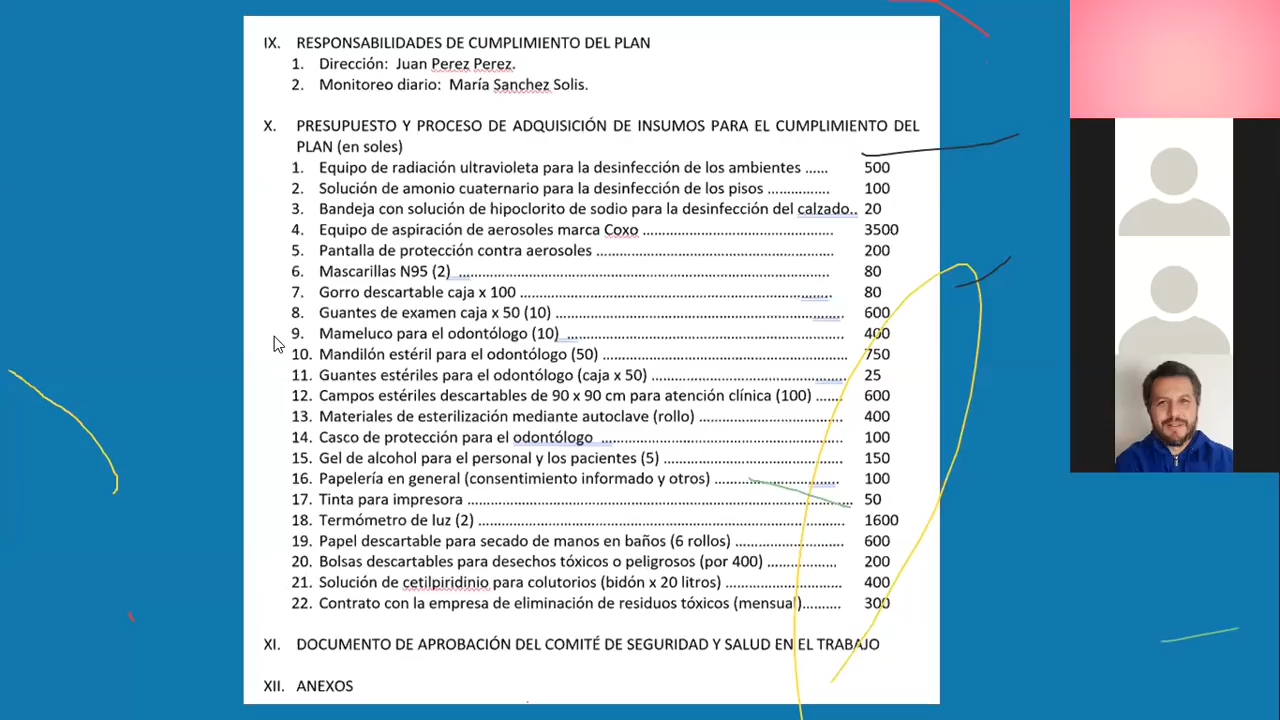 IX. RESPONSABILIDADES DE CUMPLIMIENTO DEL PLAN
1. Dirección: Juan Perez Perez.
2. Monitoreo diario: María Sanchez Solis.
X. PRESUPUESTO Y PROCESO DE ADQUISICIÓN DE INSUMOS PARA EL CUMPLIMIENTO DEL
PLAN (en soles)
1. Equipo de radiación ultravioleta para la desinfección de los ambientes ...... 500
2. Solución de amonio cuaternario para la desinfección de los pisos ................ 100
3. Bandeja con solución de hipoclorito de sodio para la desinfección del calzado.. 20
4. Equipo de aspiración de aerosoles marca Coxo ................................................ 3500
5. Pantalla de protección contra aerosoles ............................................................ 200
6. Mascarillas N95 (2) ............................................................................................... 80
7. Gorro descartable caja x 100 ............................................................................... 80
8. Guantes de examen caja x 50 (10) ........................................................................ 600
9. Mameluco para el odontólogo (10) ..................................................................... 400
10. Mandilón estéril para el odontólogo (50) .............................................................. 750
11. Guantes estériles para el odontólogo (caja x 50) .................................................. 25
12. Campos estériles descartables de 90 x 90 cm para atención clínica (100) ....... 600
13. Materiales de esterilización mediante autoclave (rollo) ..................................... 400
14. Casco de protección para el odontólogo ............................................................ 100
15. Gel de alcohol para el personal y los pacientes (5) ............................................. 150
16. Papelería en general (consentimiento informado y otros) ............................... 100
17. Tinta para impresora ................................................................................................ 50
18. Termómetro de luz (2) ............................................................................................ 1600
19. Papel descartable para secado de manos en baños (6 rollos) ............................ 600
20. Bolsas descartables para desechos tóxicos o peligrosos (por 400) ................. 200
21. Solución de cetilpiridinio para colutorios (bidón x 20 litros) ............................. 400
22. Contrato con la empresa de eliminación de residuos tóxicos (mensual).......... 300
XI. DOCUMENTO DE APROBACIÓN DEL COMITÉ DE SEGURIDAD Y SALUD EN EL TRABAJO
XII. ANEXOS